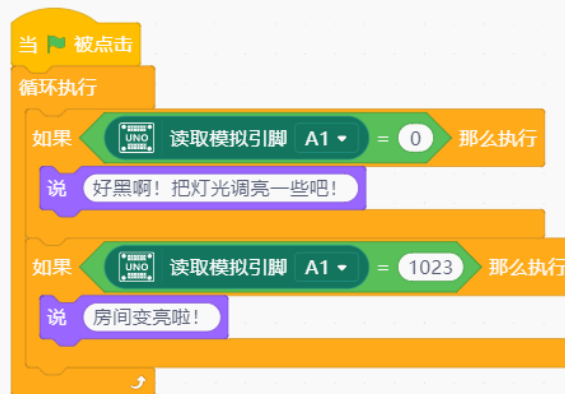 当 被点击
循环执行
如果 UNO 读取模拟引脚 A1 = 0 那么执行
说 好黑啊！把灯光调亮一些吧！
如果 UNO 读取模拟引脚 A1 = 1023 那么执行
说 房间变亮啦！